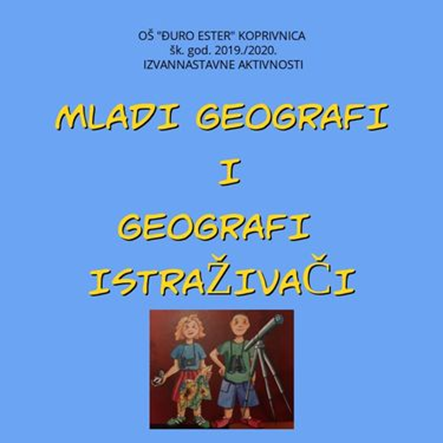 OŠ "ĐURO ESTER" KOPRIVNICA
šk. god. 2019./2020.
IZVANNASTAVNE AKTIVNOSTI
MLADI GEOGRAFI
I
GEOGRAFI
ISTRAŽIVAČI